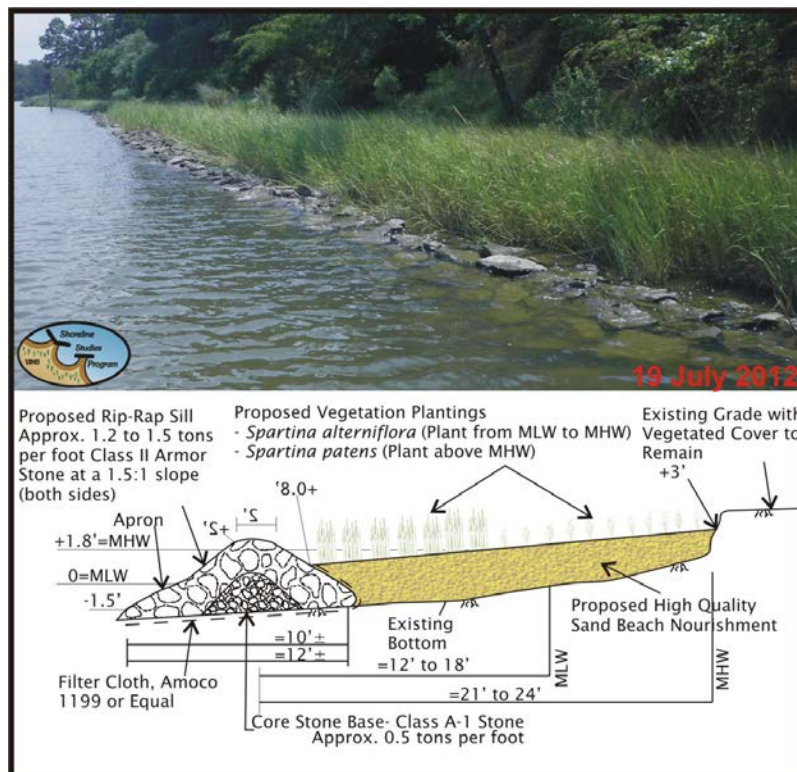 Shoreline
Studies
Program
VIMS
19 July 2012
Proposed Rip-Rap Sill
Approx. 1.2 to 1.5 tons
per foot Class II Armor
Stone at a 1.5:1 slope
(both sides)
Proposed Vegetation Plantings
- Spartina alterniflora (Plant from MLW to MHW)
- Spartina patens (Plant above MHW)
Existing Grade with
Vegetated Cover to
Remain
+3'
Apron
+2'
2'
+0.8'
+1.8'=MHW
0=MLW
-1.5'
Existing
Bottom
Proposed High Quality
Sand Beach Nourishment
=10'±
=12'±
=12' to 18'
MLW
=21' to 24'
MHW
Filter Cloth, Amoco
1199 or Equal
Core Stone Base- Class A-1 Stone
Approx. 0.5 tons per foot